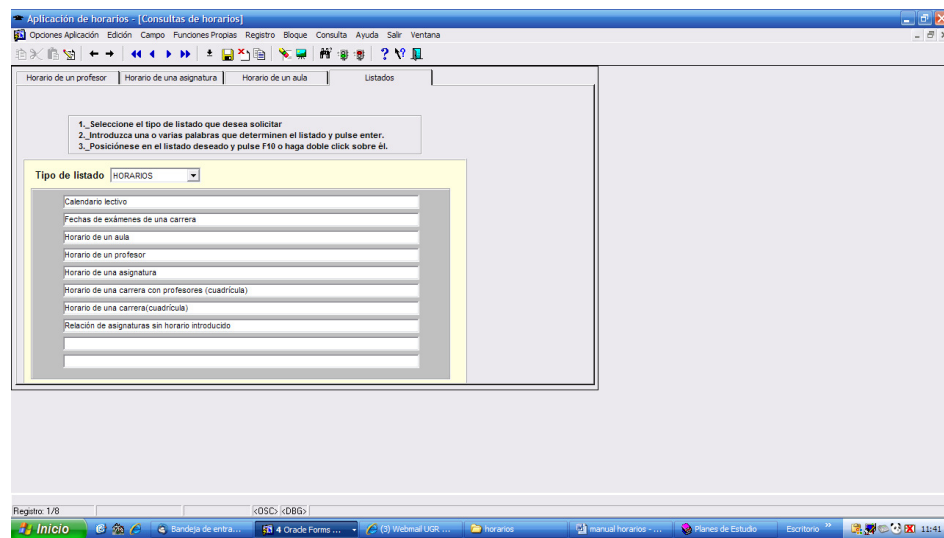 Aplicación de horarios - [Consultas de horarios]
Opciones Aplicación Edición Campo Funciones Propias Registro Bloque Consulta Ayuda Salir Ventana
Horario de un profesor Horario de una asignatura Horario de un aula Listados
1._Seleccione el tipo de listado que desea solicitar
2._Introduzca una o varias palabras que determinen el listado y pulse enter.
3._Posiciónese en el listado deseado y pulse F10 o haga doble click sobre él.
Tipo de listado HORARIOS
Calendario lectivo
Fechas de exámenes de una carrera
Horario de un aula
Horario de un profesor
Horario de una asignatura
Horario de una carrera con profesores (cuadrícula)
Horario de una carrera(cuadrícula)
Relación de asignaturas sin horario introducido
Registro: 1/8 <OSC> <DBG>
Inicio Bandeja de entra... 4 Oracle Forms ... (3) Webmail UGR ... horarios manual horarios - ... Planes de Estudio Escritorio » 11:41